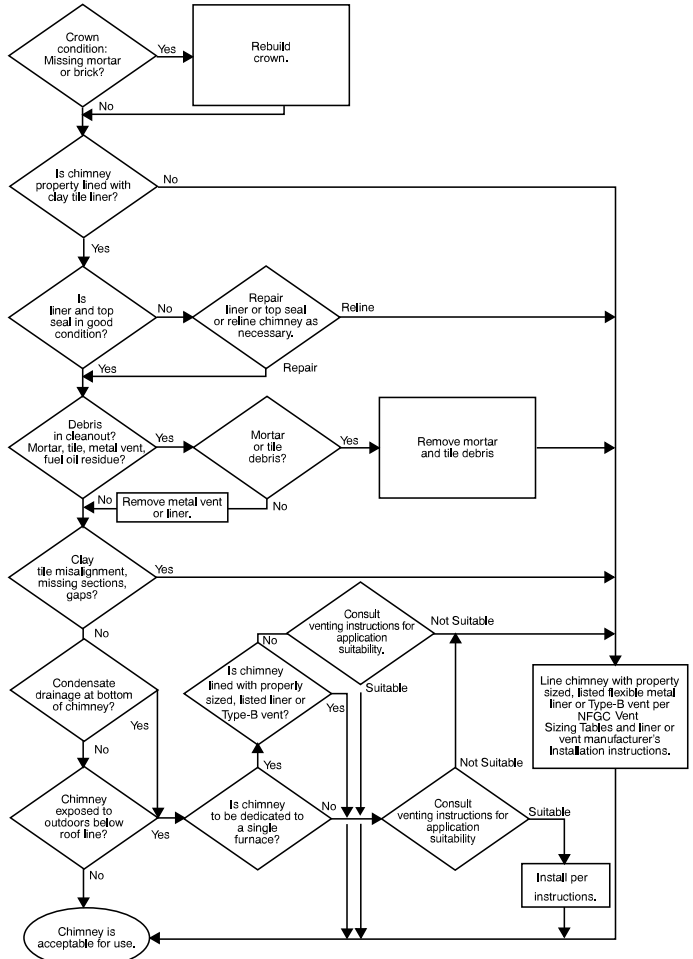 Crown
condition:
Missing mortar
or brick?
Yes
Rebuild
crown.
No
Is chimney
property lined with
clay tile liner?
No
Yes
Is
liner and top
seal in good
condition?
No
Repair
liner or top seal
or reline chimney as
necessary.
Reline
Yes
Repair
Debris
in cleanout?
Mortar, tile, metal vent,
fuel oil residue?
Yes
Mortar
or tile
debris?
Yes
Remove mortar
and tile debris
No
Remove metal vent
or liner.
No
Clay
tile misalignment,
missing sections,
gaps?
Yes
No
Consult
venting instructions for
application
suitability.
Not Suitable
No
Suitable
Is chimney
lined with properly
sized, listed liner or
Type-B vent?
Yes
Yes
Condensate
drainage at bottom
of chimney?
Yes
No
Line chimney with property
sized, listed flexible metal
liner or Type-B vent per
NFGC Vent
Sizing Tables and liner or
vent manufacturer's
Installation instructions.
Not Suitable
Chimney
exposed to
outdoors below
roof line?
Yes
Is chimney
to be dedicated to
a single
furnace?
No
Consult
venting instructions for
application
suitability
Suitable
Install per
instructions.
No
Chimney is
acceptable for use.